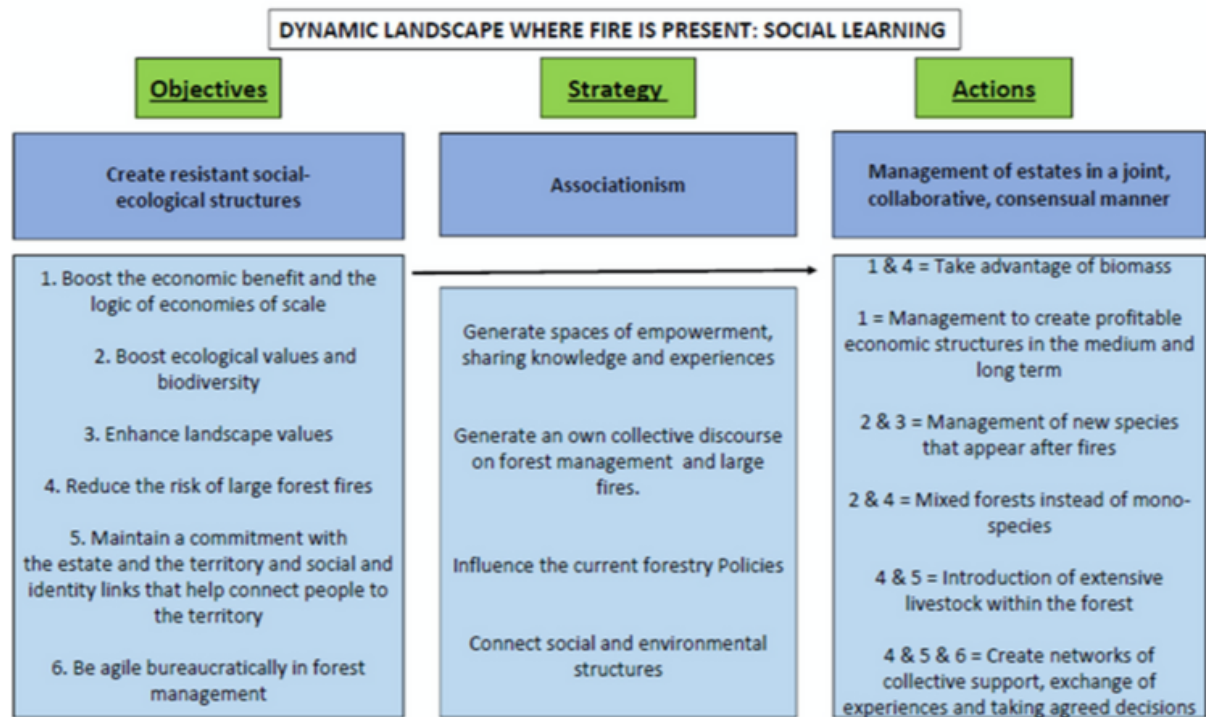 DYNAMIC LANDSCAPE WHERE FIRE IS PRESENT: SOCIAL LEARNING
Objectives
Create resistant social-
ecological structures
1. Boost the economic benefit and the
logic of economies of scale
2. Boost ecological values and
biodiversity
3. Enhance landscape values
4. Reduce the risk of large forest fires
5. Maintain a commitment with
the estate and the territory and social and
identity links that help connect people to
the territory
6. Be agile bureaucratically in forest
management
Strategy
Associationism
Generate spaces of empowerment,
sharing knowledge and experiences
Generate an own collective discourse
on forest management and large
fires.
Influence the current forestry Policies
Connect social and environmental
structures
Actions
Management of estates in a joint,
collaborative, consensual manner
1 & 4 = Take advantage of biomass
1 = Management to create profitable
economic structures in the medium and
long term
2 & 3 = Management of new species
that appear after fires
2 & 4 = Mixed forests instead of mono-
species
4 & 5 = Introduction of extensive
livestock within the forest
4 & 5 & 6 = Create networks of
collective support, exchange of
experiences and taking agreed decisions